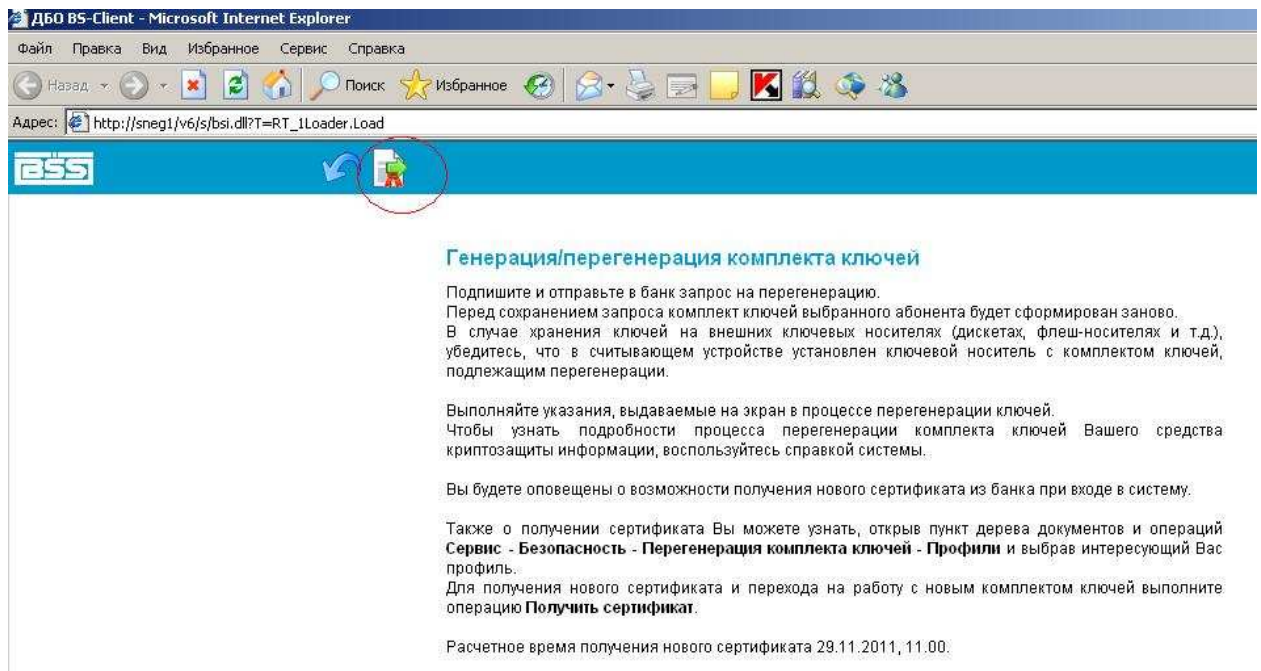 ДБО BS-Client - Microsoft Internet Explorer
Файл Правка Вид Избранное Сервис Справка
Назад Поиск Избранное
Адрес: http://sneg1/v6/s/bsi.dll?T=RT_1Loader.Load
BSS
Генерация/перегенерация комплекта ключей
Подпишите и отправьте в банк запрос на перегенерацию.
Перед сохранением запроса комплект ключей выбранного абонента будет сформирован заново.
В случае хранения ключей на внешних ключевых носителях (дискетах, флеш-носителях и т.д.),
убедитесь, что в считывающем устройстве установлен ключевой носитель с комплектом ключей,
подлежащим перегенерации.
Выполняйте указания, выдаваемые на экран в процессе перегенерации ключей.
Чтобы узнать подробности процесса перегенерации комплекта ключей Вашего средства
криптозащиты информации, воспользуйтесь справкой системы.
Вы будете оповещены о возможности получения нового сертификата из банка при входе в систему.
Также о получении сертификата Вы можете узнать, открыв пункт дерева документов и операций
Сервис - Безопасность - Перегенерация комплекта ключей - Профили и выбрав интересующий Вас
профиль.
Для получения нового сертификата и перехода на работу с новым комплектом ключей выполните
операцию Получить сертификат.
Расчетное время получения нового сертификата 29.11.2011, 11.00.